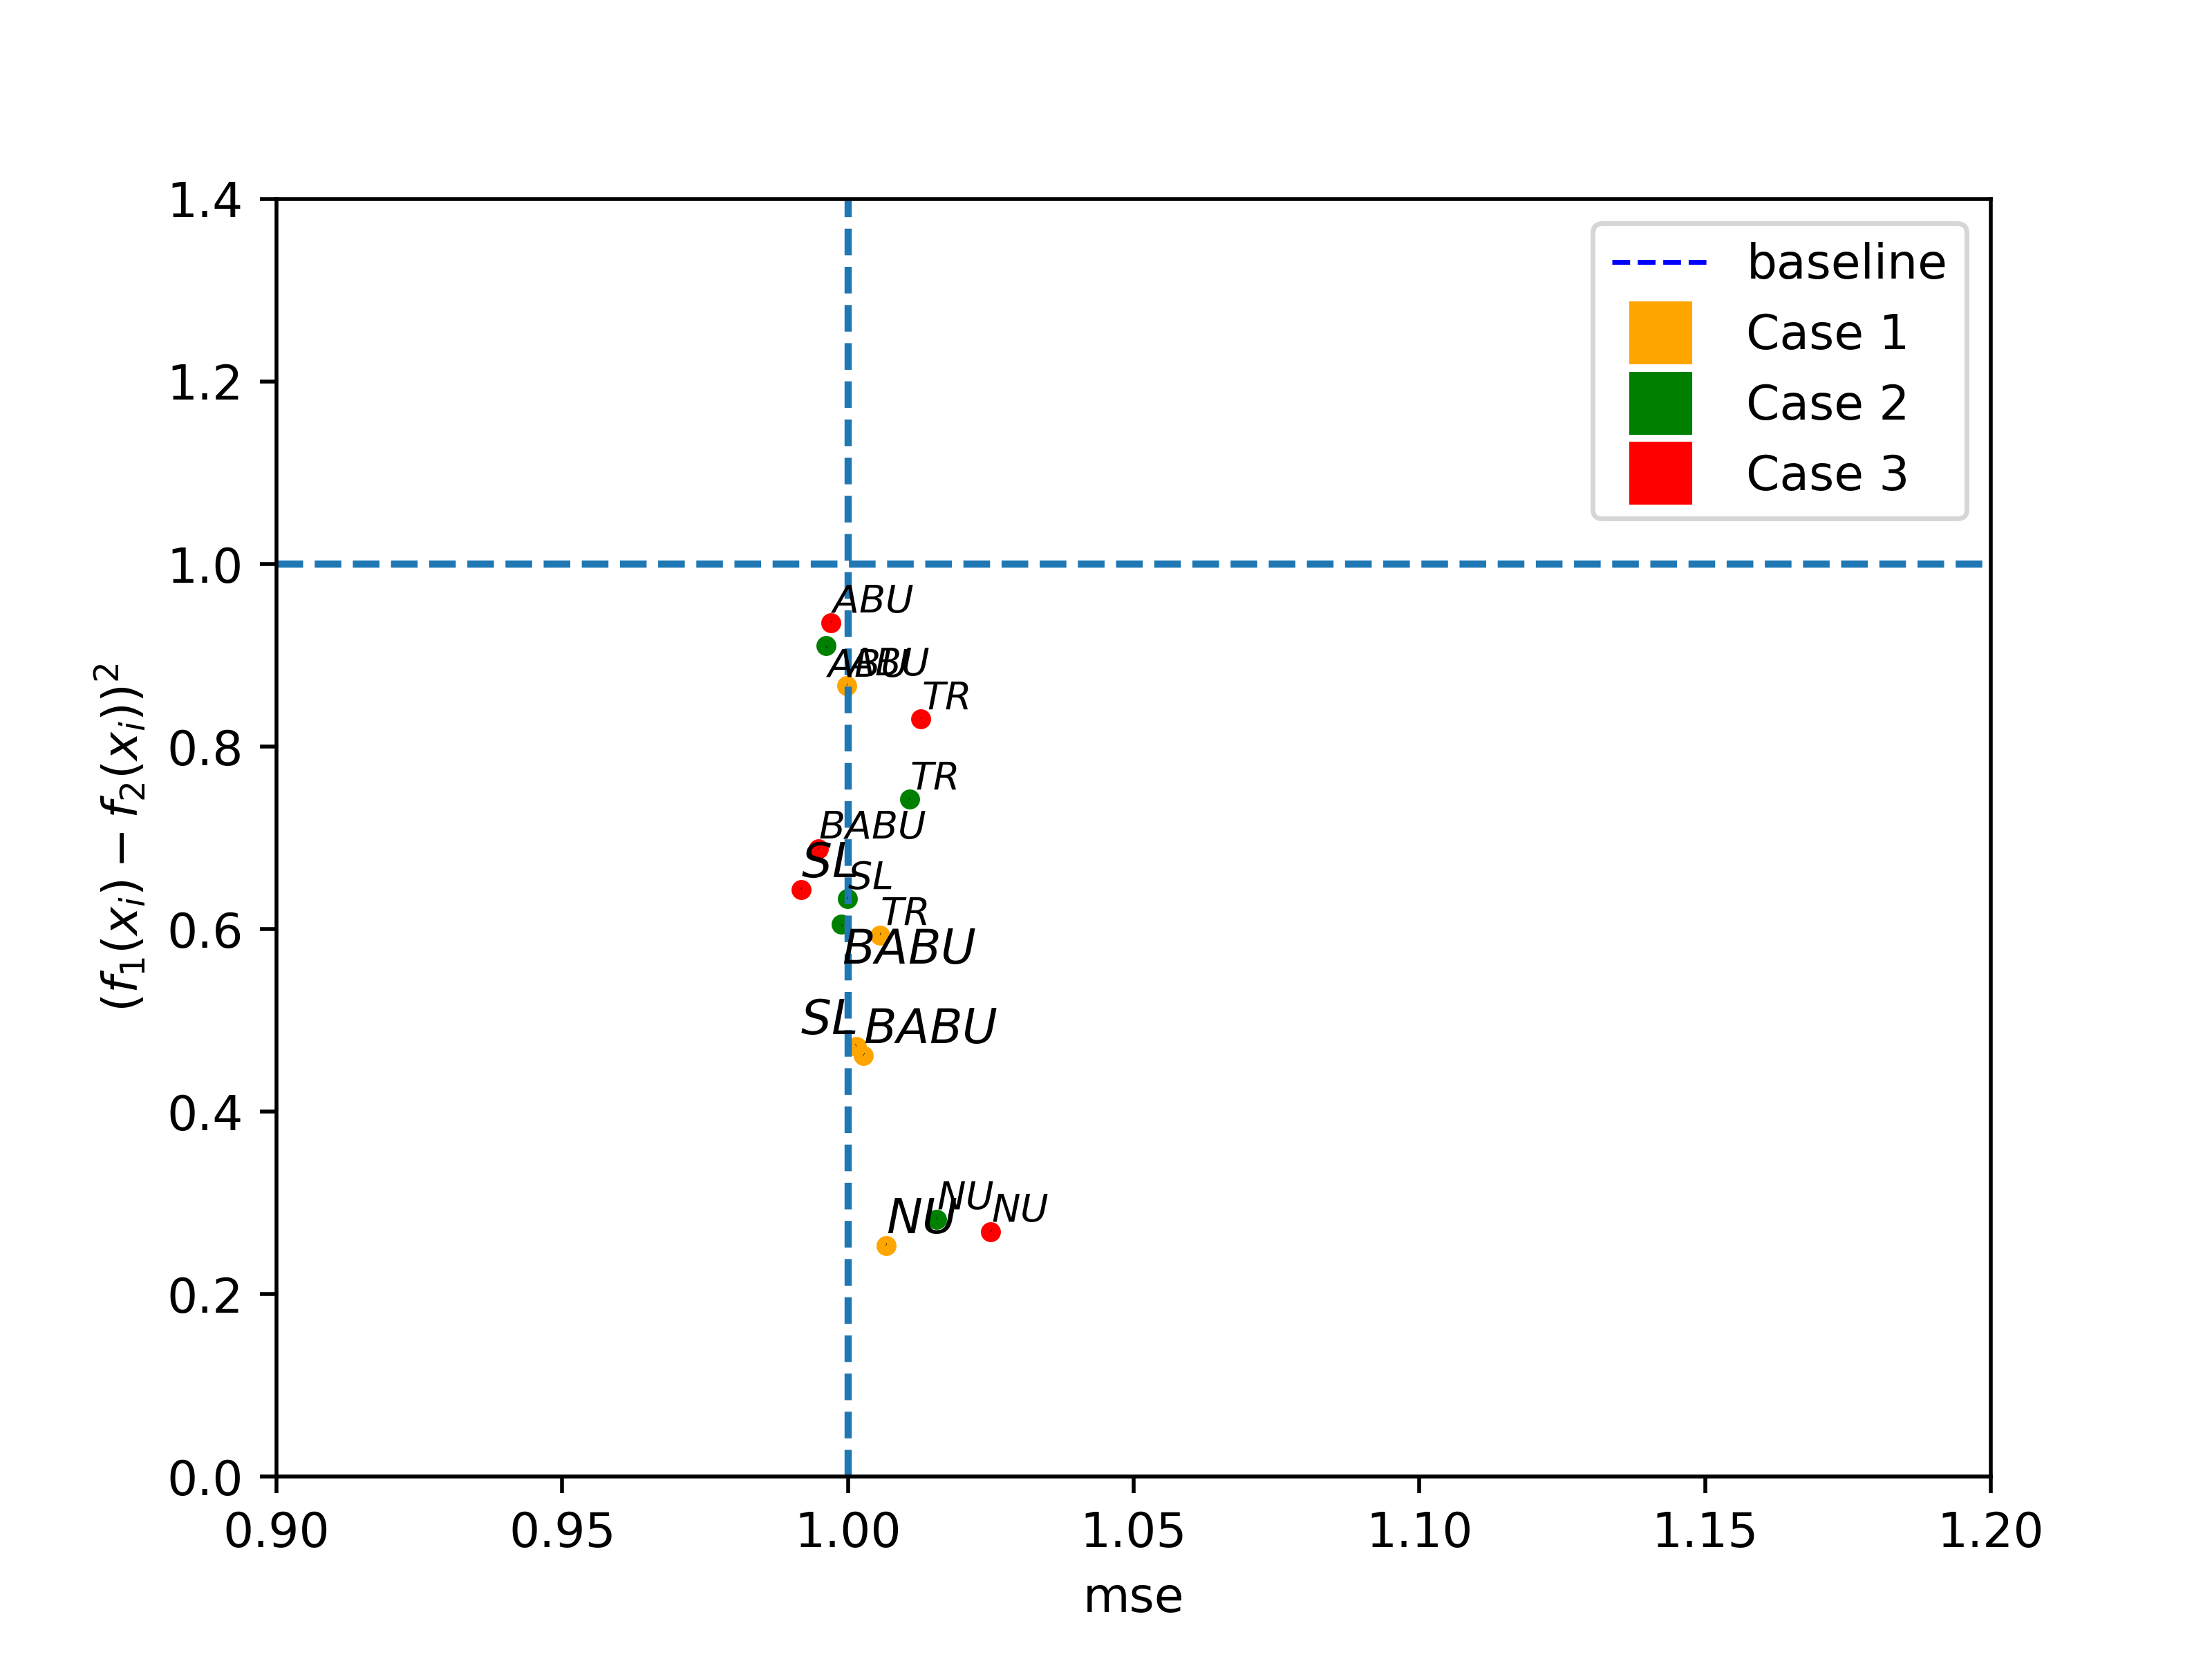 1.4
1.2
1.0
0.8
0.6
0.4
0.2
0.0
(f₁(xᵢ) − f₂(xᵢ))²
baseline
Case 1
Case 2
Case 3
ABU
ABU
ABU
TR
TR
BABU
SL
SL
TR
BABU
SL
BABU
NU
NU
NU
0.90 0.95 1.00 1.05 1.10 1.15 1.20
mse